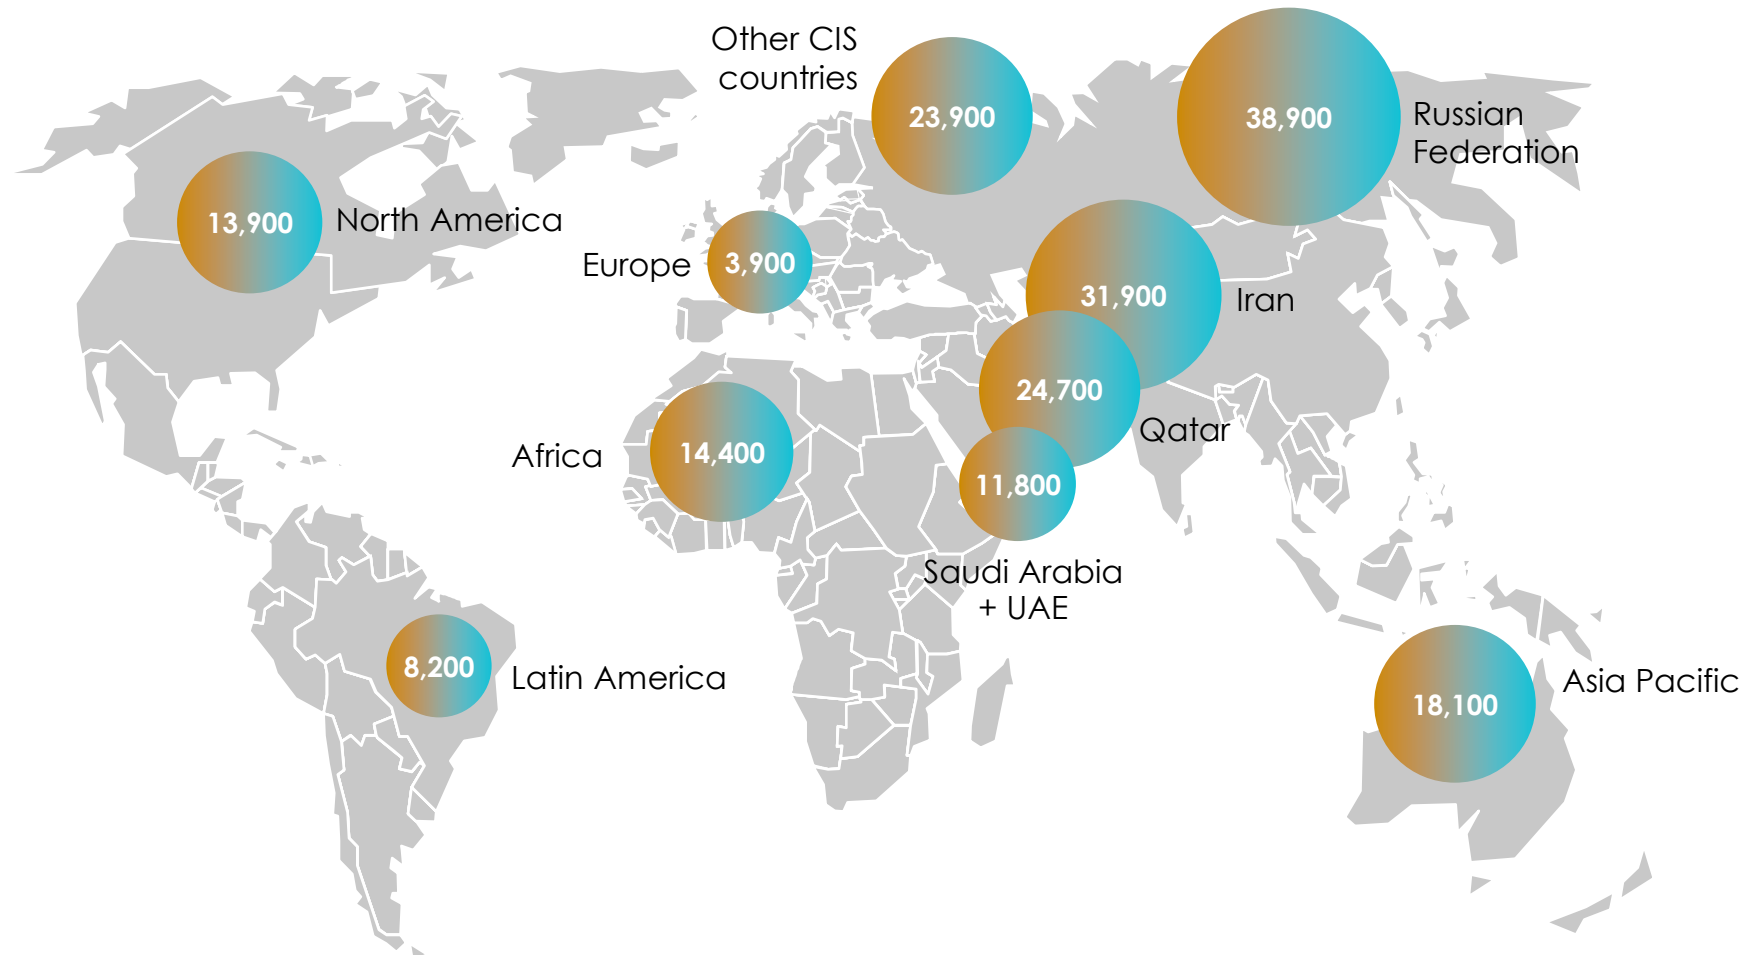 Other CIS
countries
23,900
38,900
Russian
Federation
13,900
North America
Europe
3,900
31,900
Iran
24,700
Qatar
Africa
14,400
11,800
Saudi Arabia
+ UAE
8,200
Latin America
18,100
Asia Pacific